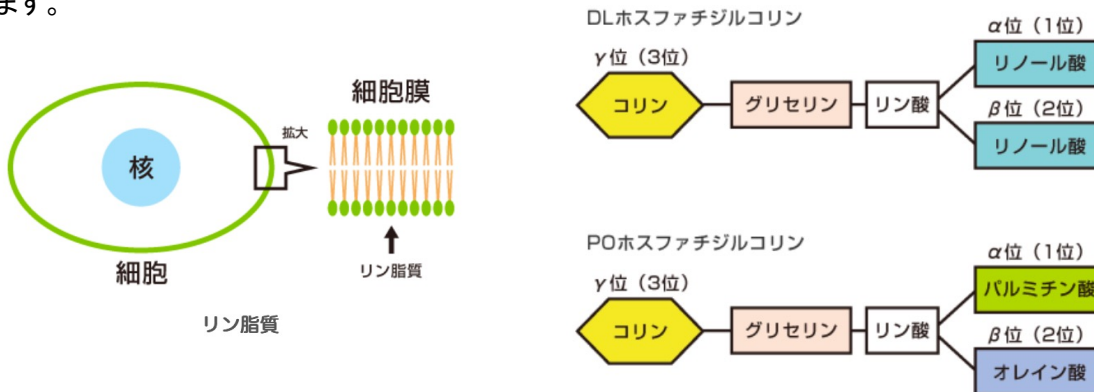 ます。
細胞膜
拡大
核
細胞
リン脂質
リン脂質
DLホスファチジルコリン
γ位（3位）
α位（1位）
コリン
グリセリン
リン酸
リノール酸
β位（2位）
リノール酸
POホスファチジルコリン
γ位（3位）
α位（1位）
コリン
グリセリン
リン酸
パルミチン酸
β位（2位）
オレイン酸